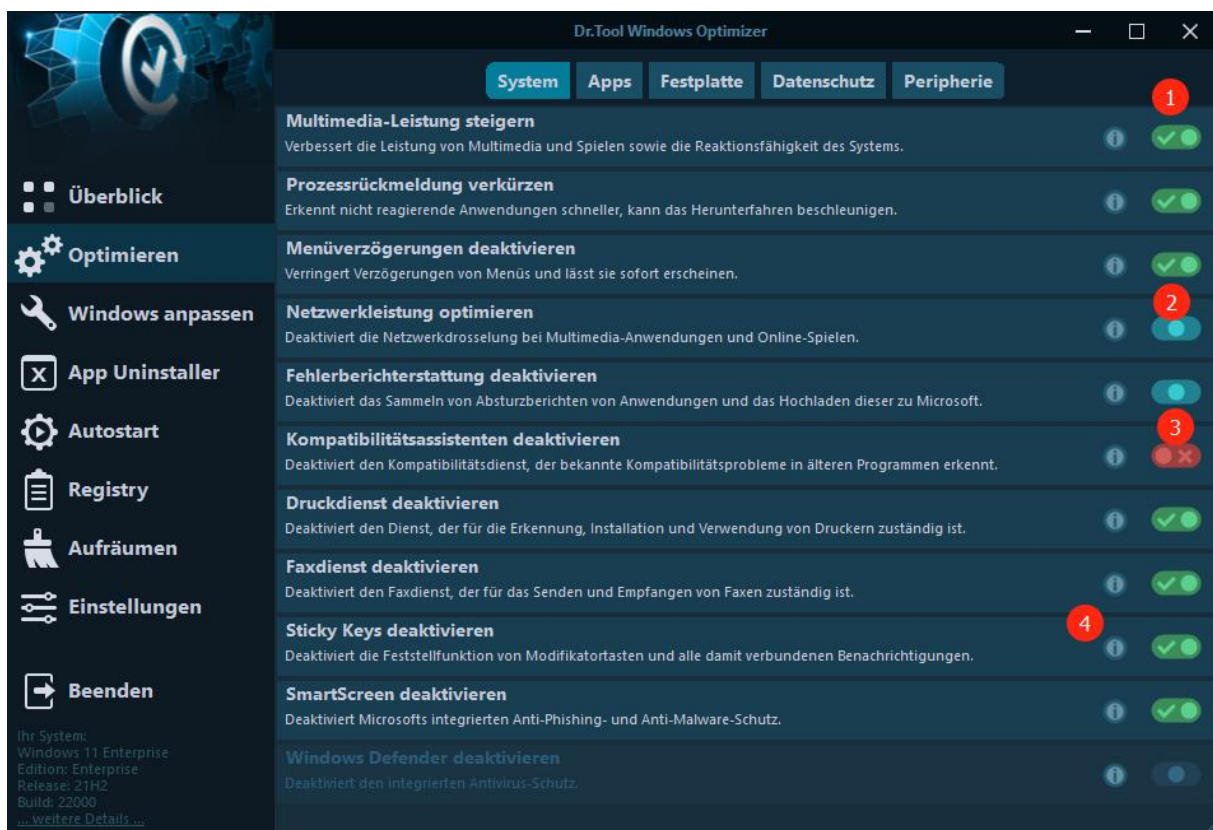 Dr.Tool Windows Optimizer
System Apps Festplatte Datenschutz Peripherie
1
Multimedia-Leistung steigern
Verbessert die Leistung von Multimedia und Spielen sowie die Reaktionsfähigkeit des Systems.
Prozessrückmeldung verkürzen
Erkennt nicht reagierende Anwendungen schneller, kann das Herunterfahren beschleunigen.
Menüverzögerungen deaktivieren
Verringert Verzögerungen von Menüs und lässt sie sofort erscheinen.
2
Netzwerkleistung optimieren
Deaktiviert die Netzwerkdrosselung bei Multimedia-Anwendungen und Online-Spielen.
Fehlerberichterstattung deaktivieren
Deaktiviert das Sammeln von Absturzberichten von Anwendungen und das Hochladen dieser zu Microsoft.
3
Kompatibilitätsassistenten deaktivieren
Deaktiviert den Kompatibilitätsdienst, der bekannte Kompatibilitätsprobleme in älteren Programmen erkennt.
Druckdienst deaktivieren
Deaktiviert den Dienst, der für die Erkennung, Installation und Verwendung von Druckern zuständig ist.
Faxdienst deaktivieren
Deaktiviert den Faxdienst, der für das Senden und Empfangen von Faxen zuständig ist.
4
Sticky Keys deaktivieren
Deaktiviert die Feststellfunktion von Modifikatortasten und alle damit verbundenen Benachrichtigungen.
SmartScreen deaktivieren
Deaktiviert Microsofts integrierten Anti-Phishing- und Anti-Malware-Schutz.
Windows Defender deaktivieren
Deaktiviert den integrierten Antivirus-Schutz.
Überblick
Optimieren
Windows anpassen
App Uninstaller
Autostart
Registry
Aufräumen
Einstellungen
Beenden
Ihr System:
Windows 11 Enterprise
Edition: Enterprise
Release: 21H2
Build: 22000
... weitere Details ...